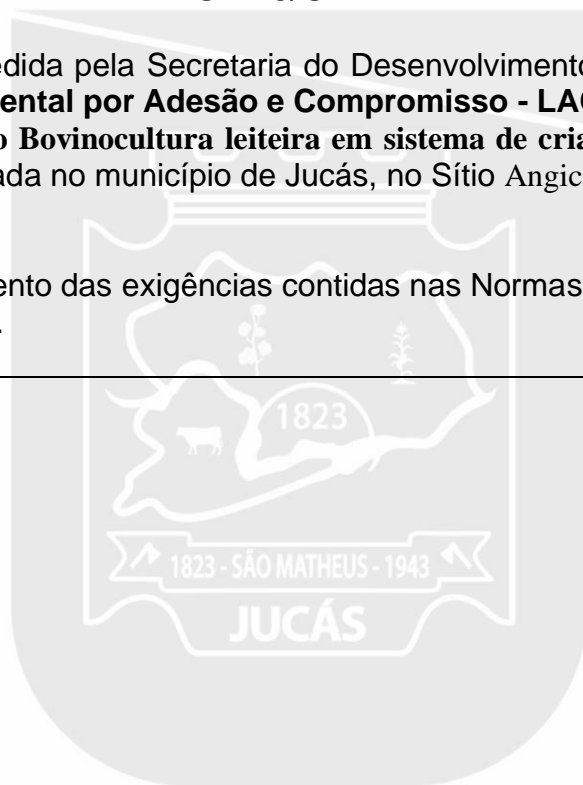 edida pela Secretaria do Desenvolvimento
ental por Adesão e Compromisso - LAC
o Bovinocultura leiteira em sistema de cria
ada no município de Jucás, no Sítio Angic
ento das exigências contidas nas Normas
.
1823
1823 - SÃO MATHEUS - 1943
JUCÁS